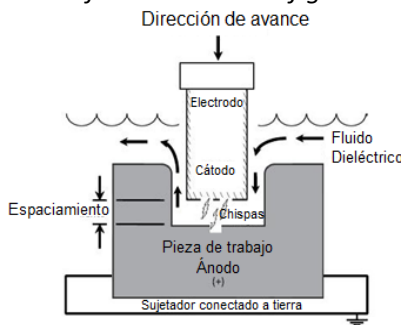 Dirección de avance
Electrodo
Fluido
Dieléctrico
Cátodo
Espaciamiento
Chispas
Pieza de trabajo
Ánodo
(+)
Sujetador conectado a tierra